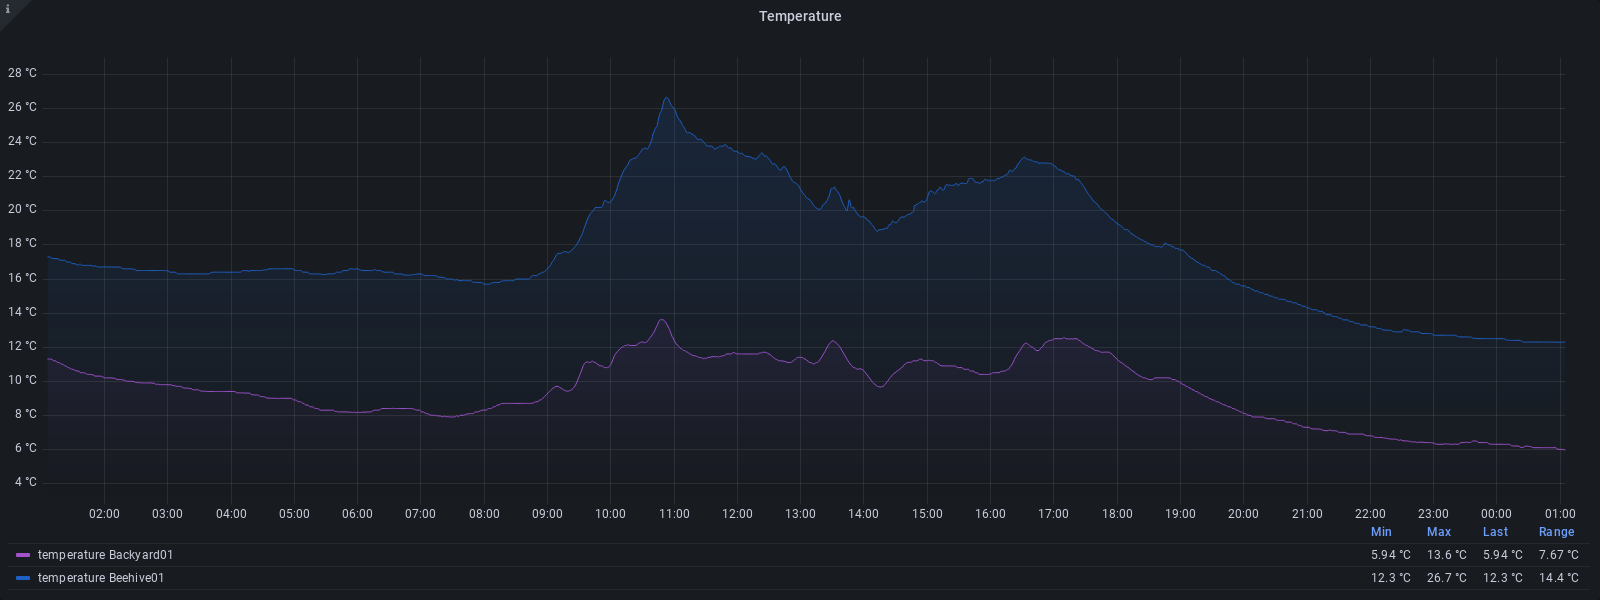 i
Temperature
28 °C
26 °C
24 °C
22 °C
20 °C
18 °C
16 °C
14 °C
12 °C
10 °C
8 °C
6 °C
4 °C
02:00 03:00 04:00 05:00 06:00 07:00 08:00 09:00 10:00 11:00 12:00 13:00 14:00 15:00 16:00 17:00 18:00 19:00 20:00 21:00 22:00 23:00 00:00 01:00
Min Max Last Range
temperature Backyard01 5.94 °C 13.6 °C 5.94 °C 7.67 °C
temperature Beehive01 12.3 °C 26.7 °C 12.3 °C 14.4 °C